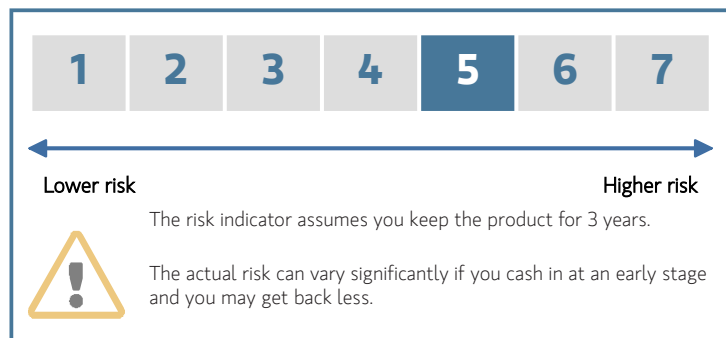 1 2 3 4 5 6 7
Lower risk Higher risk
The risk indicator assumes you keep the product for 3 years.
The actual risk can vary significantly if you cash in at an early stage
and you may get back less.